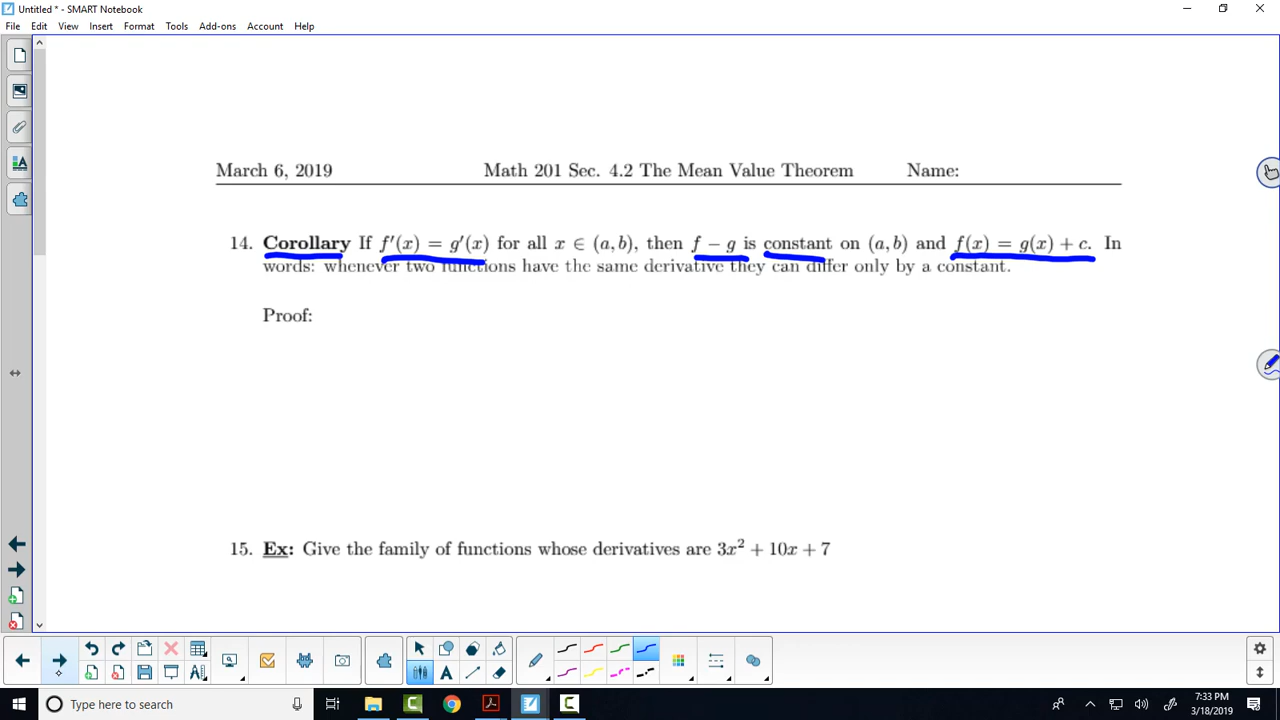 Untitled * - SMART Notebook
File Edit View Insert Format Tools Add-ons Account Help
March 6, 2019 Math 201 Sec. 4.2 The Mean Value Theorem Name:
14. Corollary If f′(x) = g′(x) for all x ∈ (a, b), then f − g is constant on (a, b) and f(x) = g(x) + c. In
words: whenever two functions have the same derivative they can differ only by a constant.
Proof:
15. Ex: Give the family of functions whose derivatives are 3x² + 10x + 7
Type here to search
7:33 PM
3/18/2019